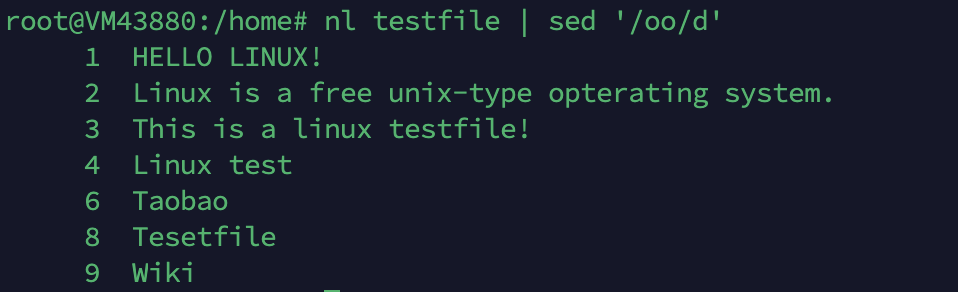 root@VM43880:/home# nl testfile | sed '/oo/d'
1 HELLO LINUX!
2 Linux is a free unix-type opterating system.
3 This is a linux testfile!
4 Linux test
6 Taobao
8 Tesetfile
9 Wiki